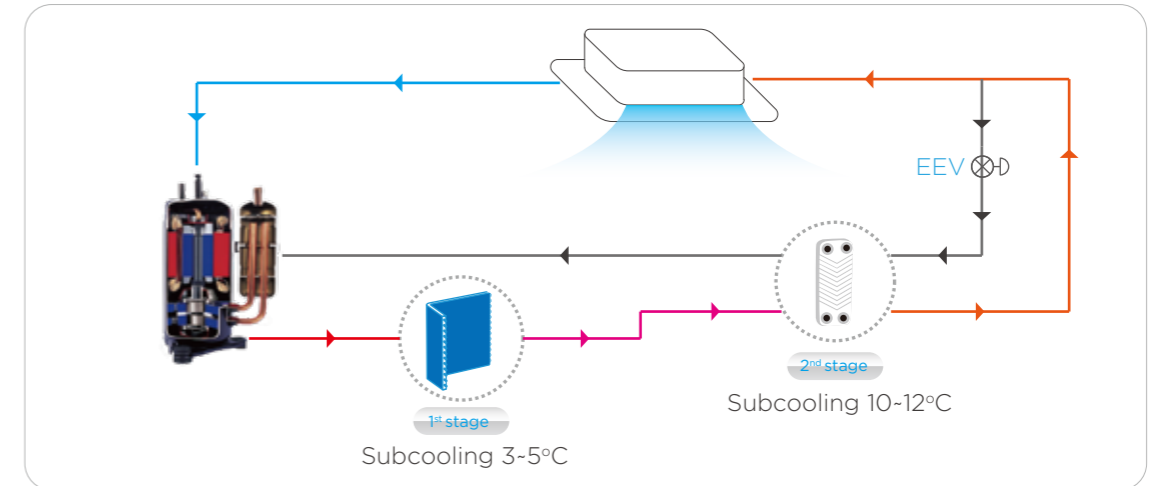 EEV
2nd stage
Subcooling 10~12°C
1st stage
Subcooling 3~5°C